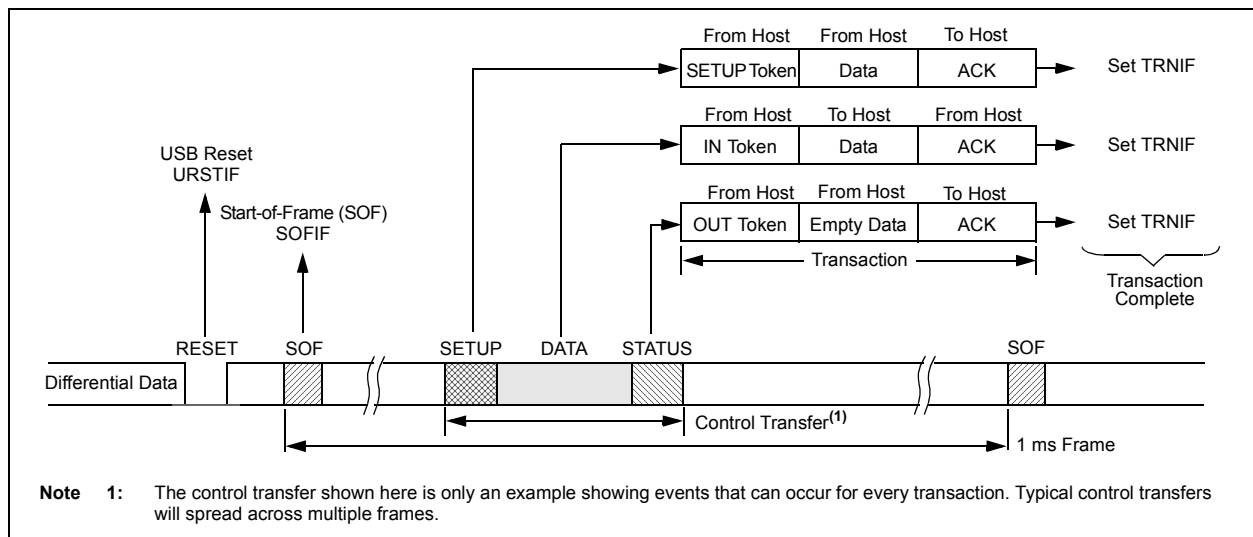 From Host From Host To Host
SETUP Token Data ACK Set TRNIF
From Host To Host From Host
IN Token Data ACK Set TRNIF
USB Reset
URSTIF
From Host From Host To Host
Start-of-Frame (SOF)
SOFIF
OUT Token Empty Data ACK Set TRNIF
Transaction
Transaction
Complete
RESET SOF SETUP DATA STATUS SOF
Differential Data
Control Transfer(1)
1 ms Frame
Note 1: The control transfer shown here is only an example showing events that can occur for every transaction. Typical control transfers
will spread across multiple frames.